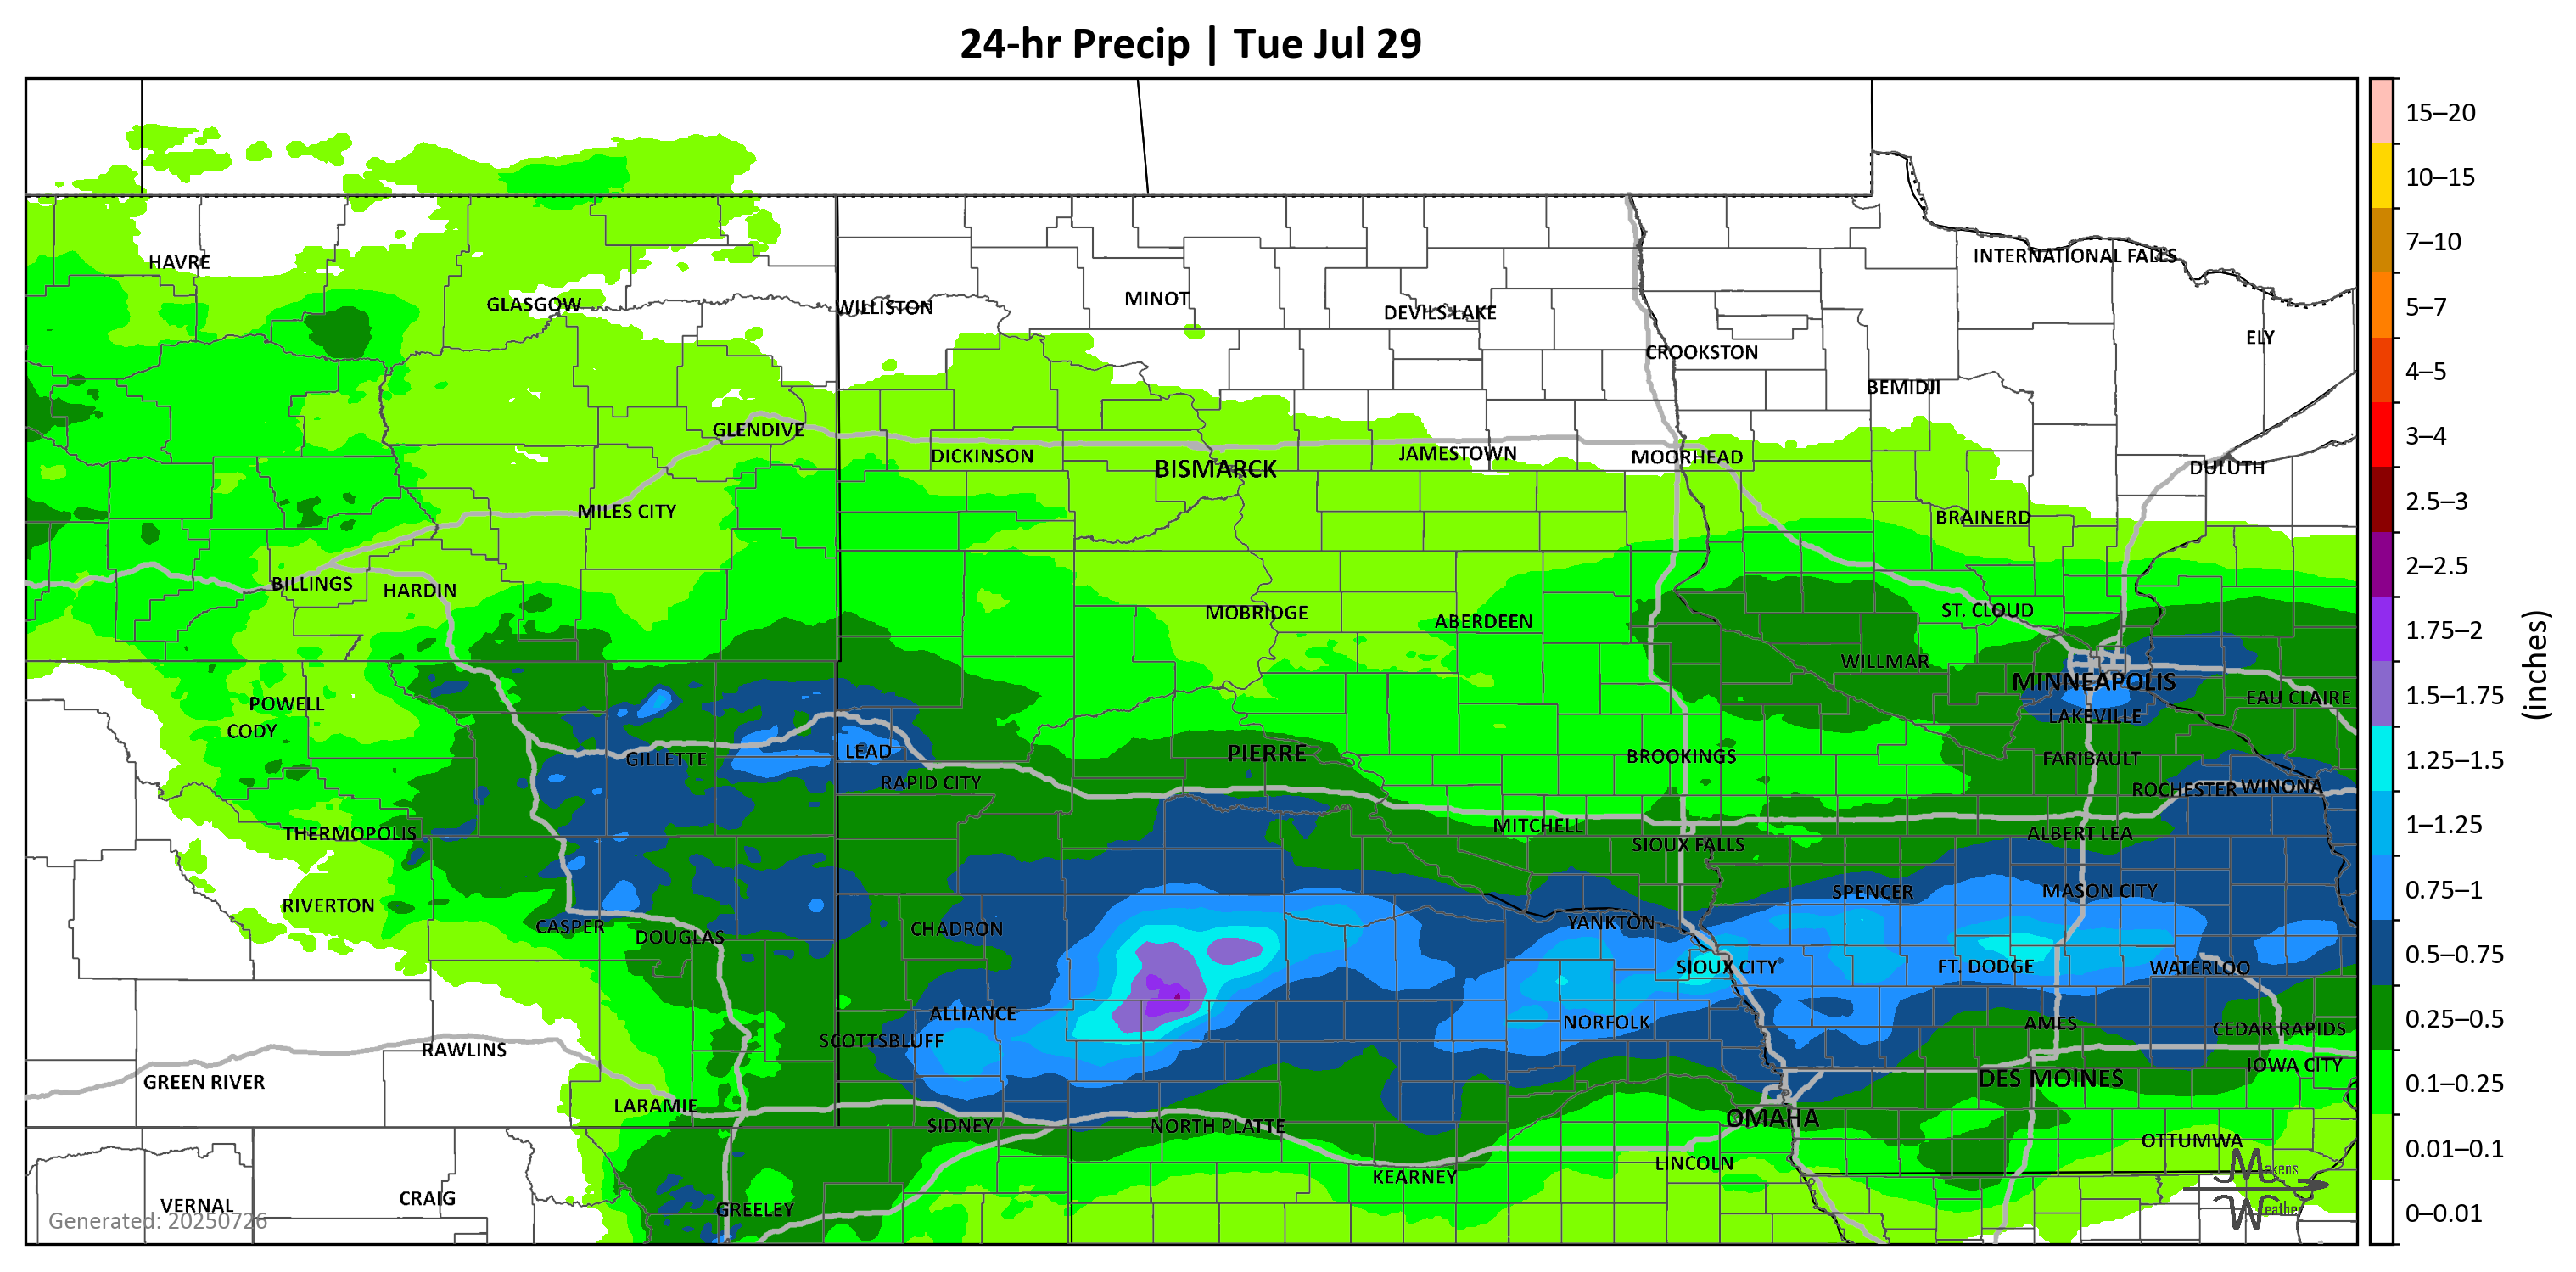 24-hr Precip | Tue Jul 29
15–20
10–15
INTERNATIONAL FALLS
7–10
HAVRE
MINOT
GLASGOW
WILLISTON
DEVILS LAKE
5–7
ELY
CROOKSTON
4–5
BEMIDJI
GLENDIVE
3–4
DICKINSON
JAMESTOWN
MOORHEAD
BISMARCK
DULUTH
2.5–3
MILES CITY
BRAINERD
2–2.5
BILLINGS
HARDIN
MOBRIDGE
ABERDEEN
ST. CLOUD
1.75–2
WILLMAR
(inches)
MINNEAPOLIS
1.5–1.75
POWELL
EAU CLAIRE
LAKEVILLE
CODY
LEAD
PIERRE
BROOKINGS
GILLETTE
FARIBAULT
1.25–1.5
RAPID CITY
ROCHESTER
WINONA
1–1.25
THERMOPOLIS
MITCHELL
ALBERT LEA
SIOUX FALLS
0.75–1
SPENCER
MASON CITY
RIVERTON
CASPER
CHADRON
YANKTON
DOUGLAS
0.5–0.75
SIOUX CITY
FT. DODGE
WATERLOO
ALLIANCE
NORFOLK
AMES
0.25–0.5
CEDAR RAPIDS
SCOTTSBLUFF
RAWLINS
IOWA CITY
GREEN RIVER
DES MOINES
0.1–0.25
LARAMIE
OMAHA
SIDNEY
NORTH PLATTE
OTTUMWA
0.01–0.1
LINCOLN
KEARNEY
Makens
VERNAL
CRAIG
GREELEY
Weather
0–0.01
Generated: 20250726